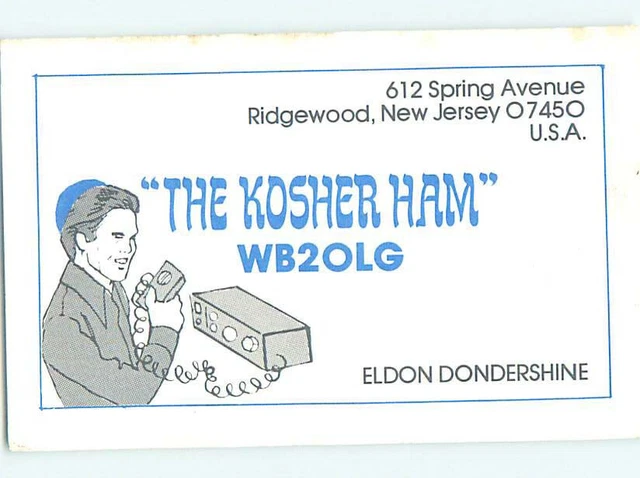 612 Spring Avenue
Ridgewood, New Jersey 07450
U.S.A.
"THE KOSHER HAM"
WB2OLG
ELDON DONDERSHINE